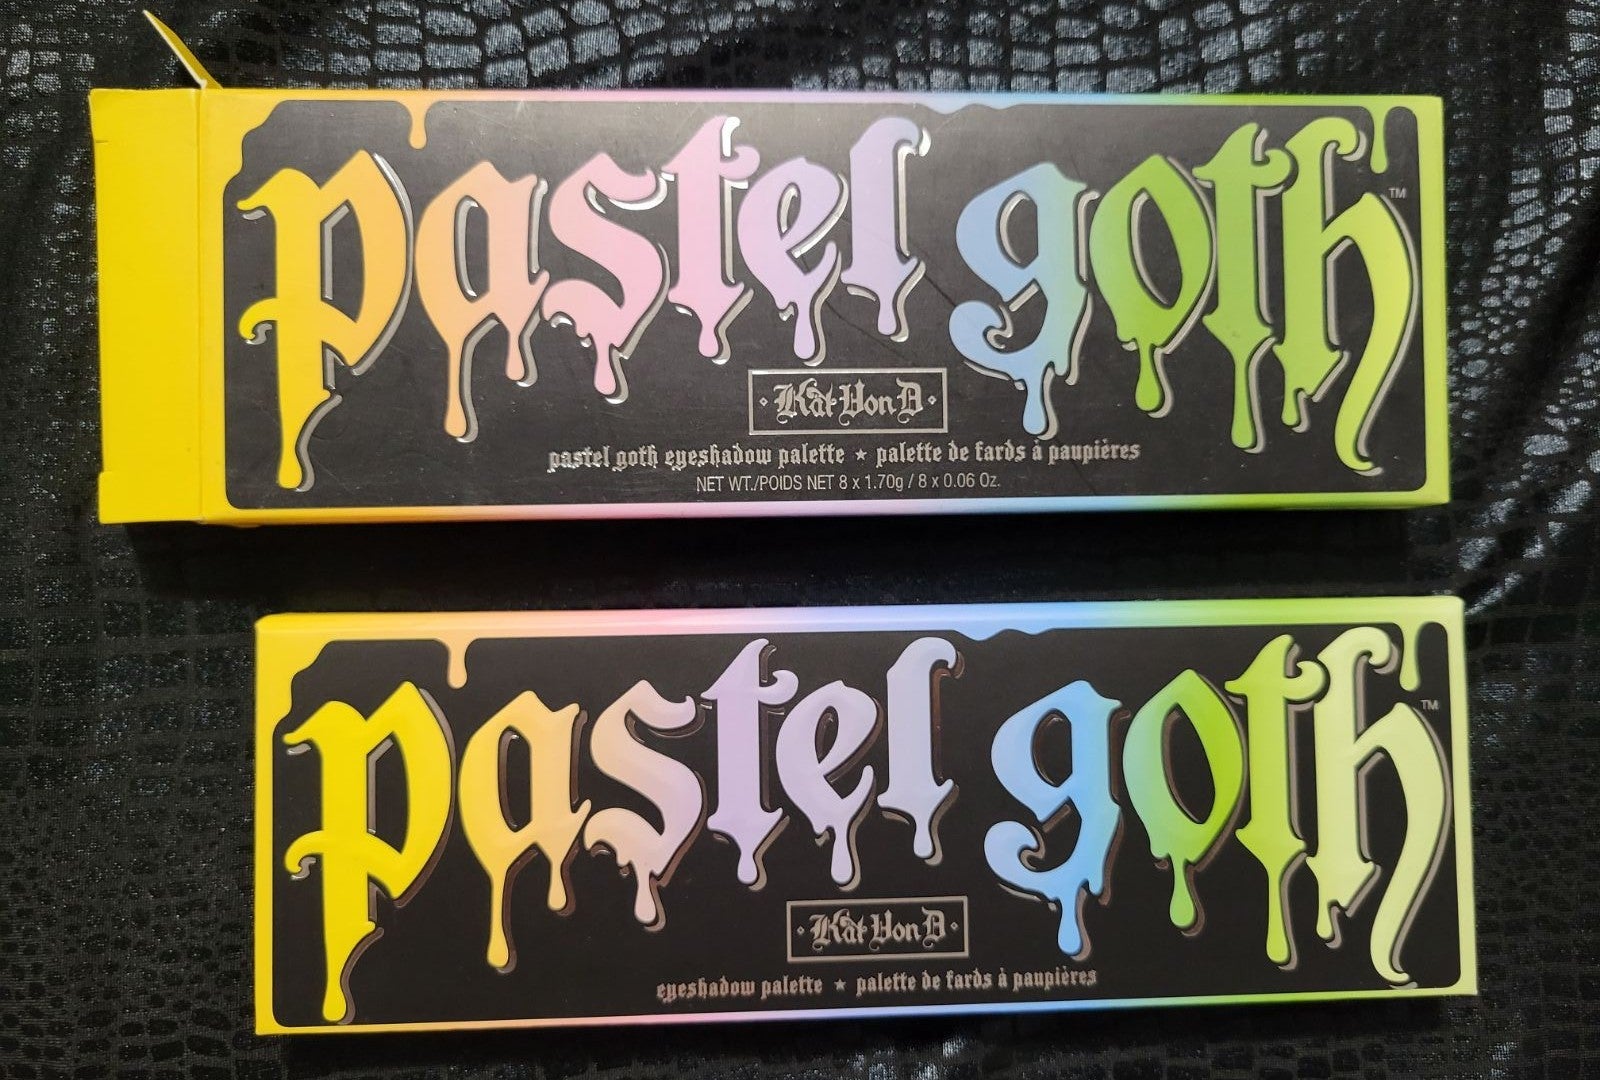 pastel goth™
Kat Von D
pastel goth eyeshadow palette ★ palette de fards à paupières
NET WT./POIDS NET 8 x 1.70g / 8 x 0.06 Oz.
pastel goth™
Kat Von D
eyeshadow palette ★ palette de fards à paupières